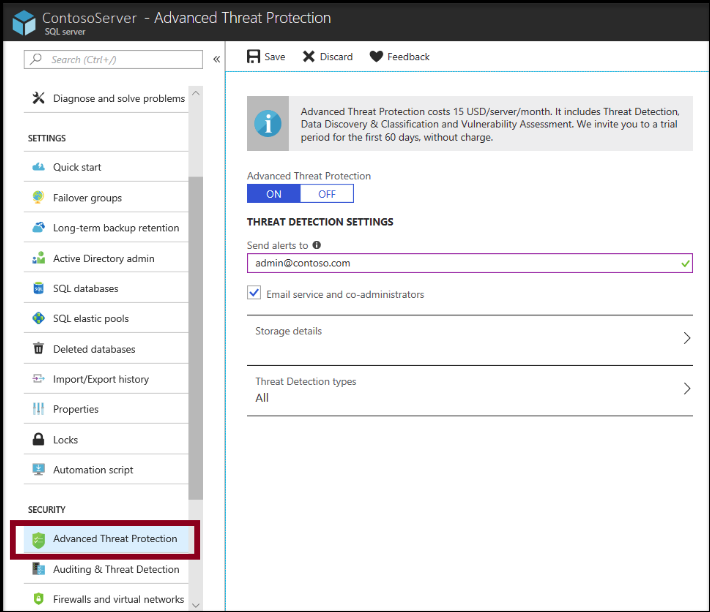 ContosoServer - Advanced Threat Protection
SQL server
Search (Ctrl+/)
«
Diagnose and solve problems
SETTINGS
Quick start
Failover groups
Long-term backup retention
Active Directory admin
SQL databases
SQL elastic pools
Deleted databases
Import/Export history
Properties
Locks
Automation script
SECURITY
Advanced Threat Protection
Auditing & Threat Detection
Firewalls and virtual networks
Save
Discard
Feedback
Advanced Threat Protection costs 15 USD/server/month. It includes Threat Detection,
Data Discovery & Classification and Vulnerability Assessment. We invite you to a trial
period for the first 60 days, without charge.
Advanced Threat Protection
ON
OFF
THREAT DETECTION SETTINGS
Send alerts to
admin@contoso.com
Email service and co-administrators
Storage details
Threat Detection types
All